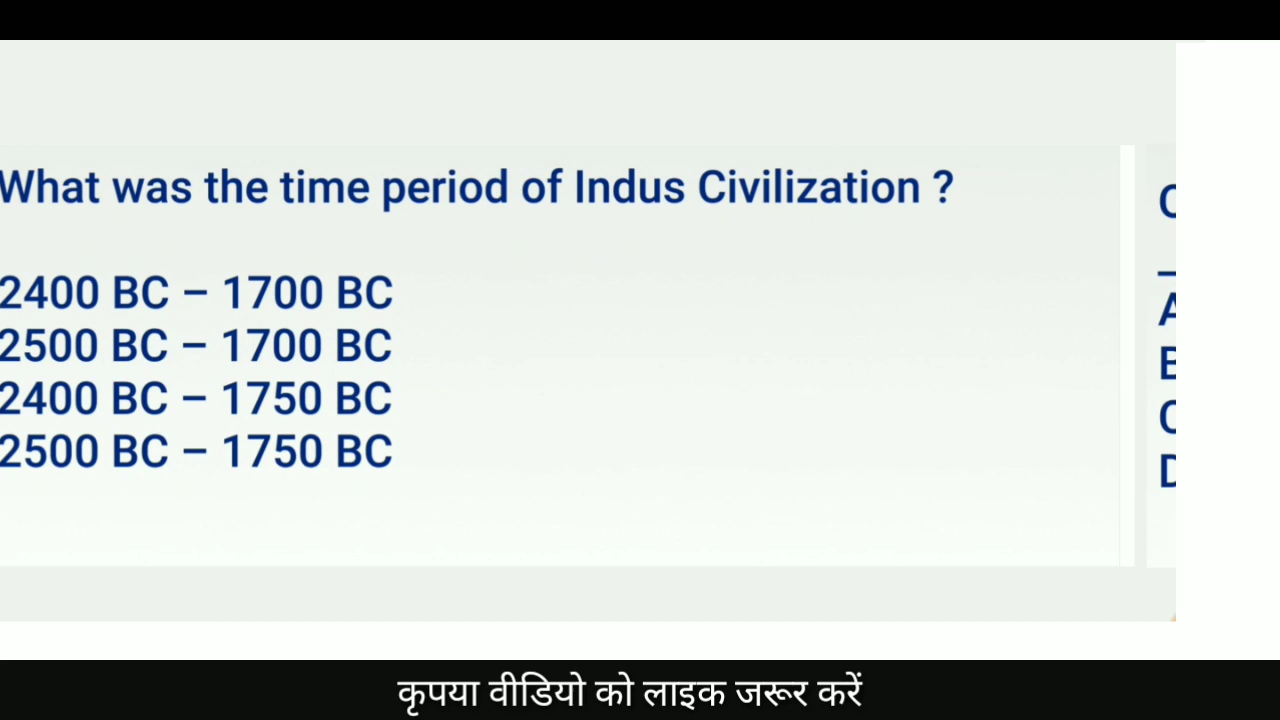 What was the time period of Indus Civilization ?
2400 BC – 1700 BC
2500 BC – 1700 BC
2400 BC – 1750 BC
2500 BC – 1750 BC
C
A
B
C
D
कृपया वीडियो को लाइक जरूर करें